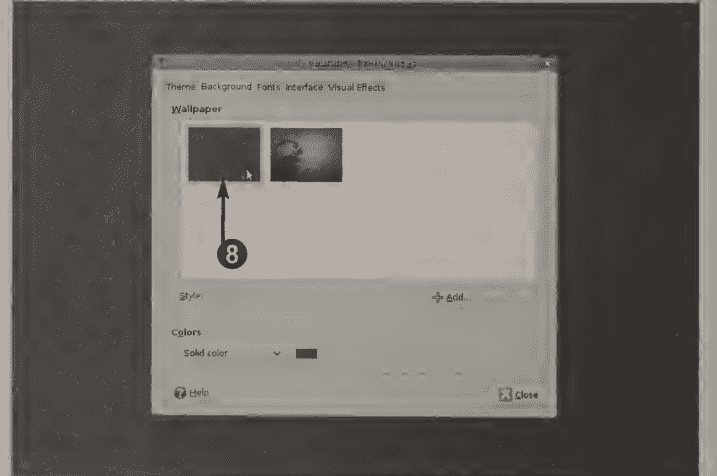 Theme Background Fonts Interface Visual Effects
Wallpaper
8
Style:
Add...
Colors
Solid color
Help
Close